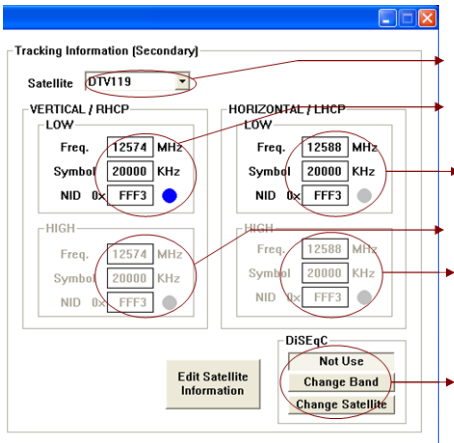 Tracking Information (Secondary)
Satellite DTV119
VERTICAL / RHCP
LOW
Freq. 12574 MHz
Symbol 20000 KHz
NID 0x FFF3
HIGH
Freq. 12574 MHz
Symbol 20000 KHz
NID 0x FFF3
HORIZONTAL / LHCP
LOW
Freq. 12588 MHz
Symbol 20000 KHz
NID 0x FFF3
HIGH
Freq. 12588 MHz
Symbol 20000 KHz
NID 0x FFF3
Edit Satellite
Information
DiSEqC
Not Use
Change Band
Change Satellite